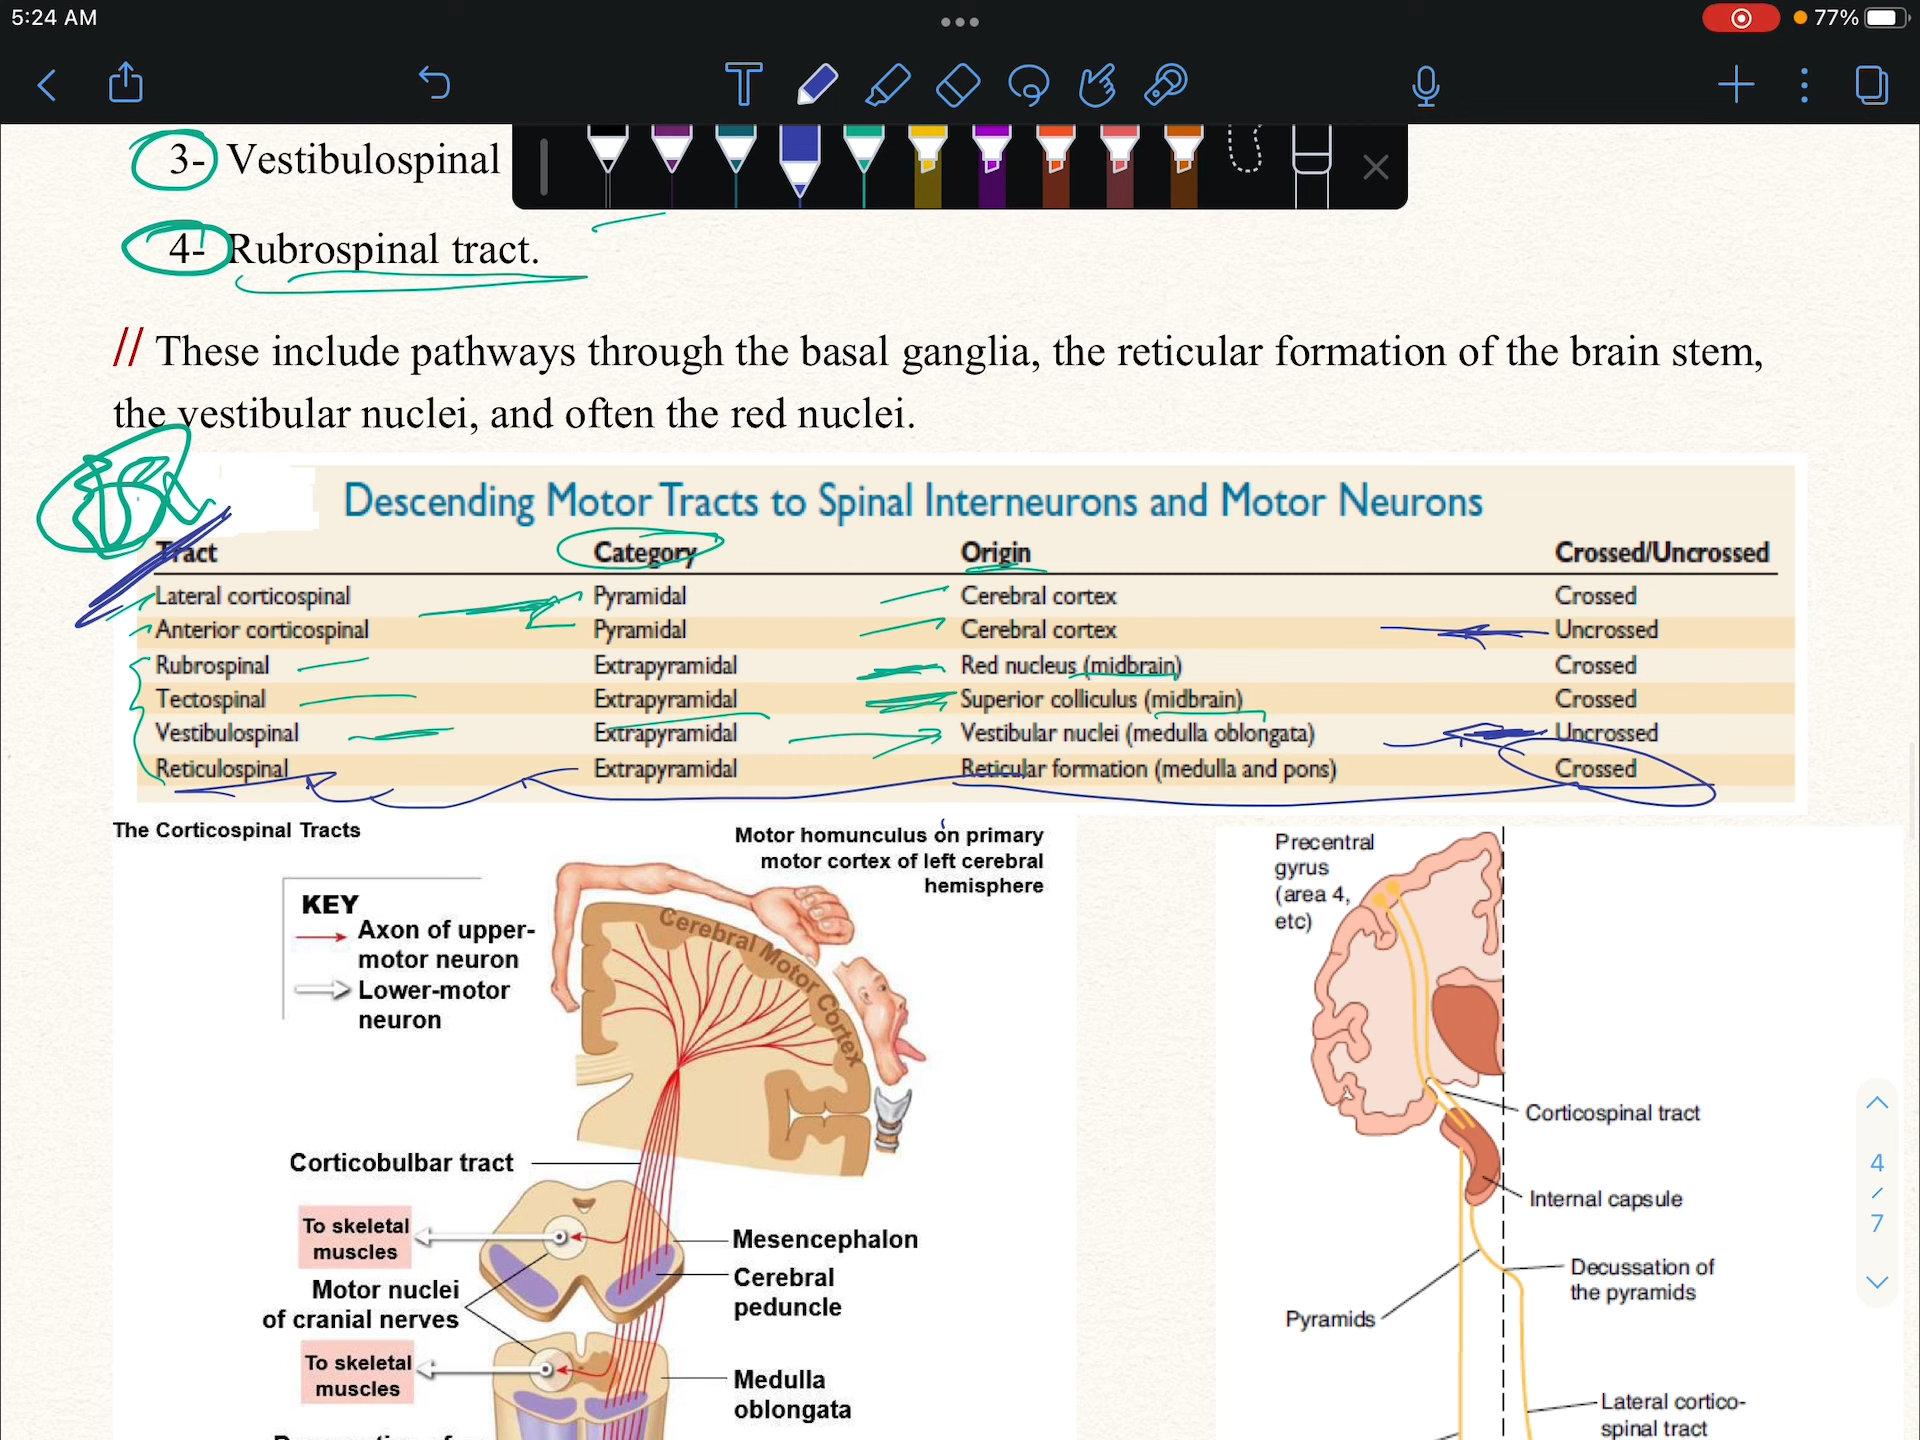 5:24 AM
77%
3- Vestibulospinal
4- Rubrospinal tract.
// These include pathways through the basal ganglia, the reticular formation of the brain stem,
the vestibular nuclei, and often the red nuclei.
Descending Motor Tracts to Spinal Interneurons and Motor Neurons
Tract Category Origin Crossed/Uncrossed
Lateral corticospinal Pyramidal Cerebral cortex Crossed
Anterior corticospinal Pyramidal Cerebral cortex Uncrossed
Rubrospinal Extrapyramidal Red nucleus (midbrain) Crossed
Tectospinal Extrapyramidal Superior colliculus (midbrain) Crossed
Vestibulospinal Extrapyramidal Vestibular nuclei (medulla oblongata) Uncrossed
Reticulospinal Extrapyramidal Reticular formation (medulla and pons) Crossed
The Corticospinal Tracts
Motor homunculus on primary
motor cortex of left cerebral
hemisphere
KEY
Axon of upper-
motor neuron
Lower-motor
neuron
Cerebral Motor Cortex
Corticobulbar tract
To skeletal
muscles
Mesencephalon
Cerebral
peduncle
Motor nuclei
of cranial nerves
To skeletal
muscles
Medulla
oblongata
Precentral
gyrus
(area 4,
etc)
Corticospinal tract
Internal capsule
Decussation of
the pyramids
Pyramids
Lateral cortico-
spinal tract
4
/
7